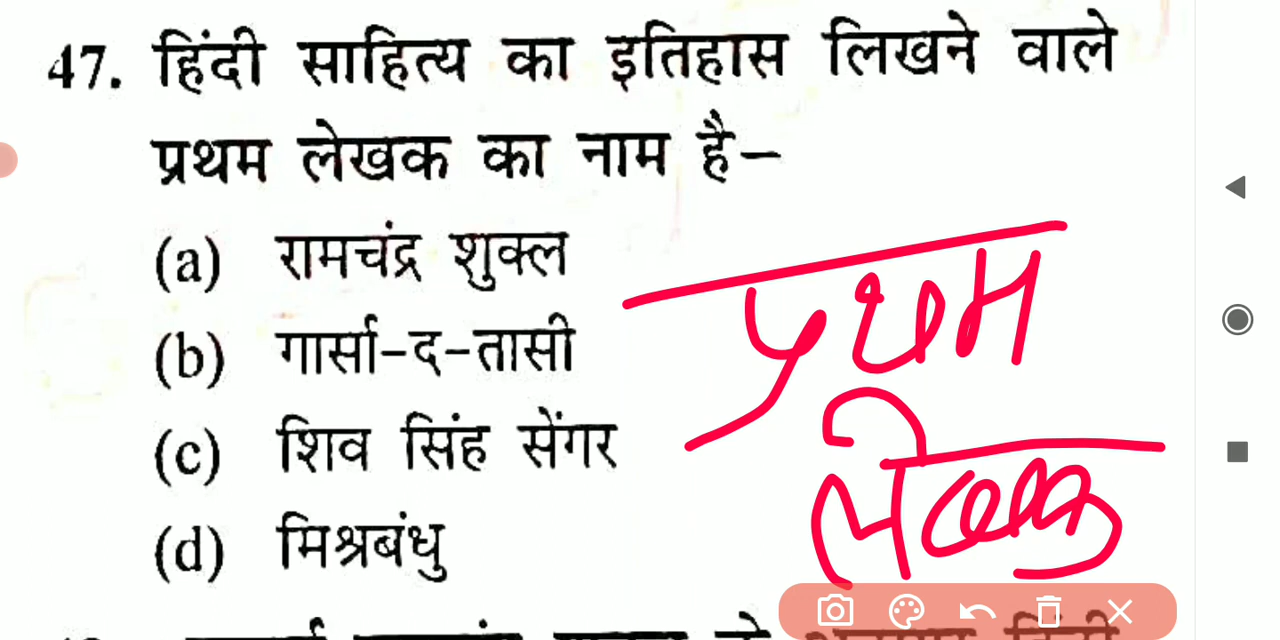 47. हिंदी साहित्य का इतिहास लिखने वाले
प्रथम लेखक का नाम है–
(a) रामचंद्र शुक्ल
(b) गार्सा-द-तासी
(c) शिव सिंह सेंगर
(d) मिश्रबंधु
प्रथम
लेखक